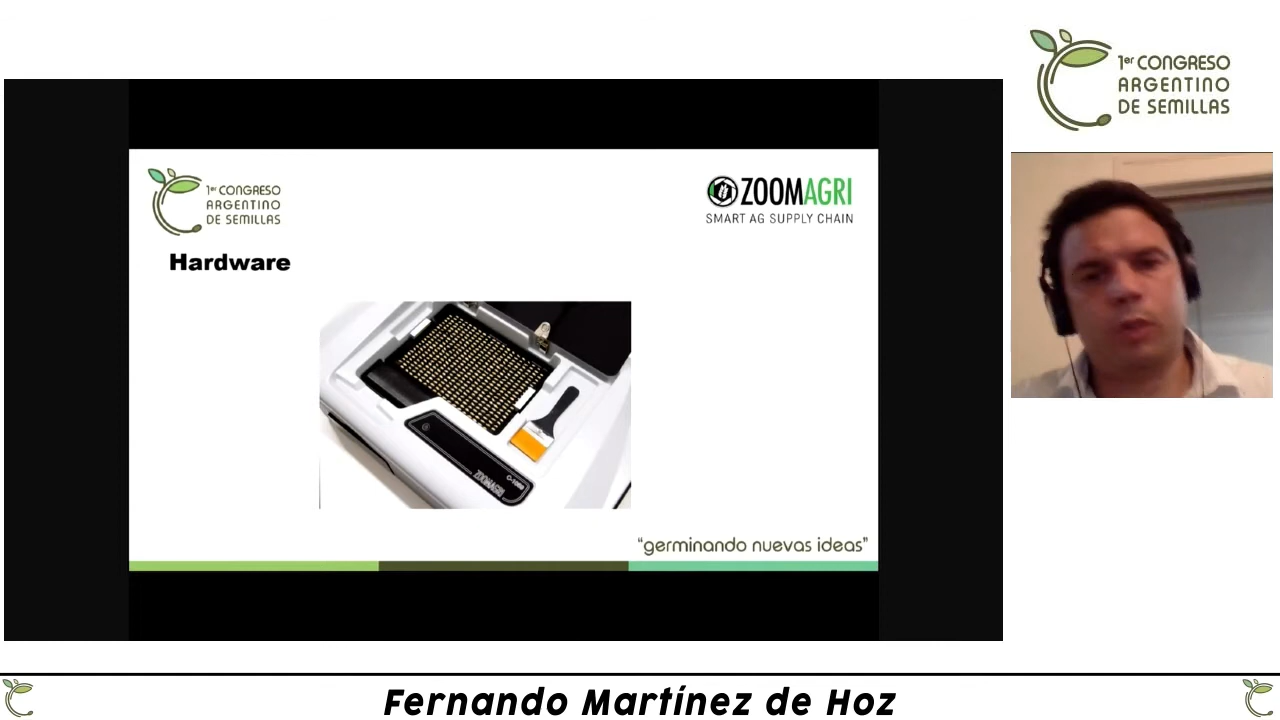 1er CONGRESO
ARGENTINO
DE SEMILLAS
ZOOMAGRI
SMART AG SUPPLY CHAIN
Hardware
ZOOMAGRI
"germinando nuevas ideas"
1er CONGRESO
ARGENTINO
DE SEMILLAS
Fernando Martínez de Hoz